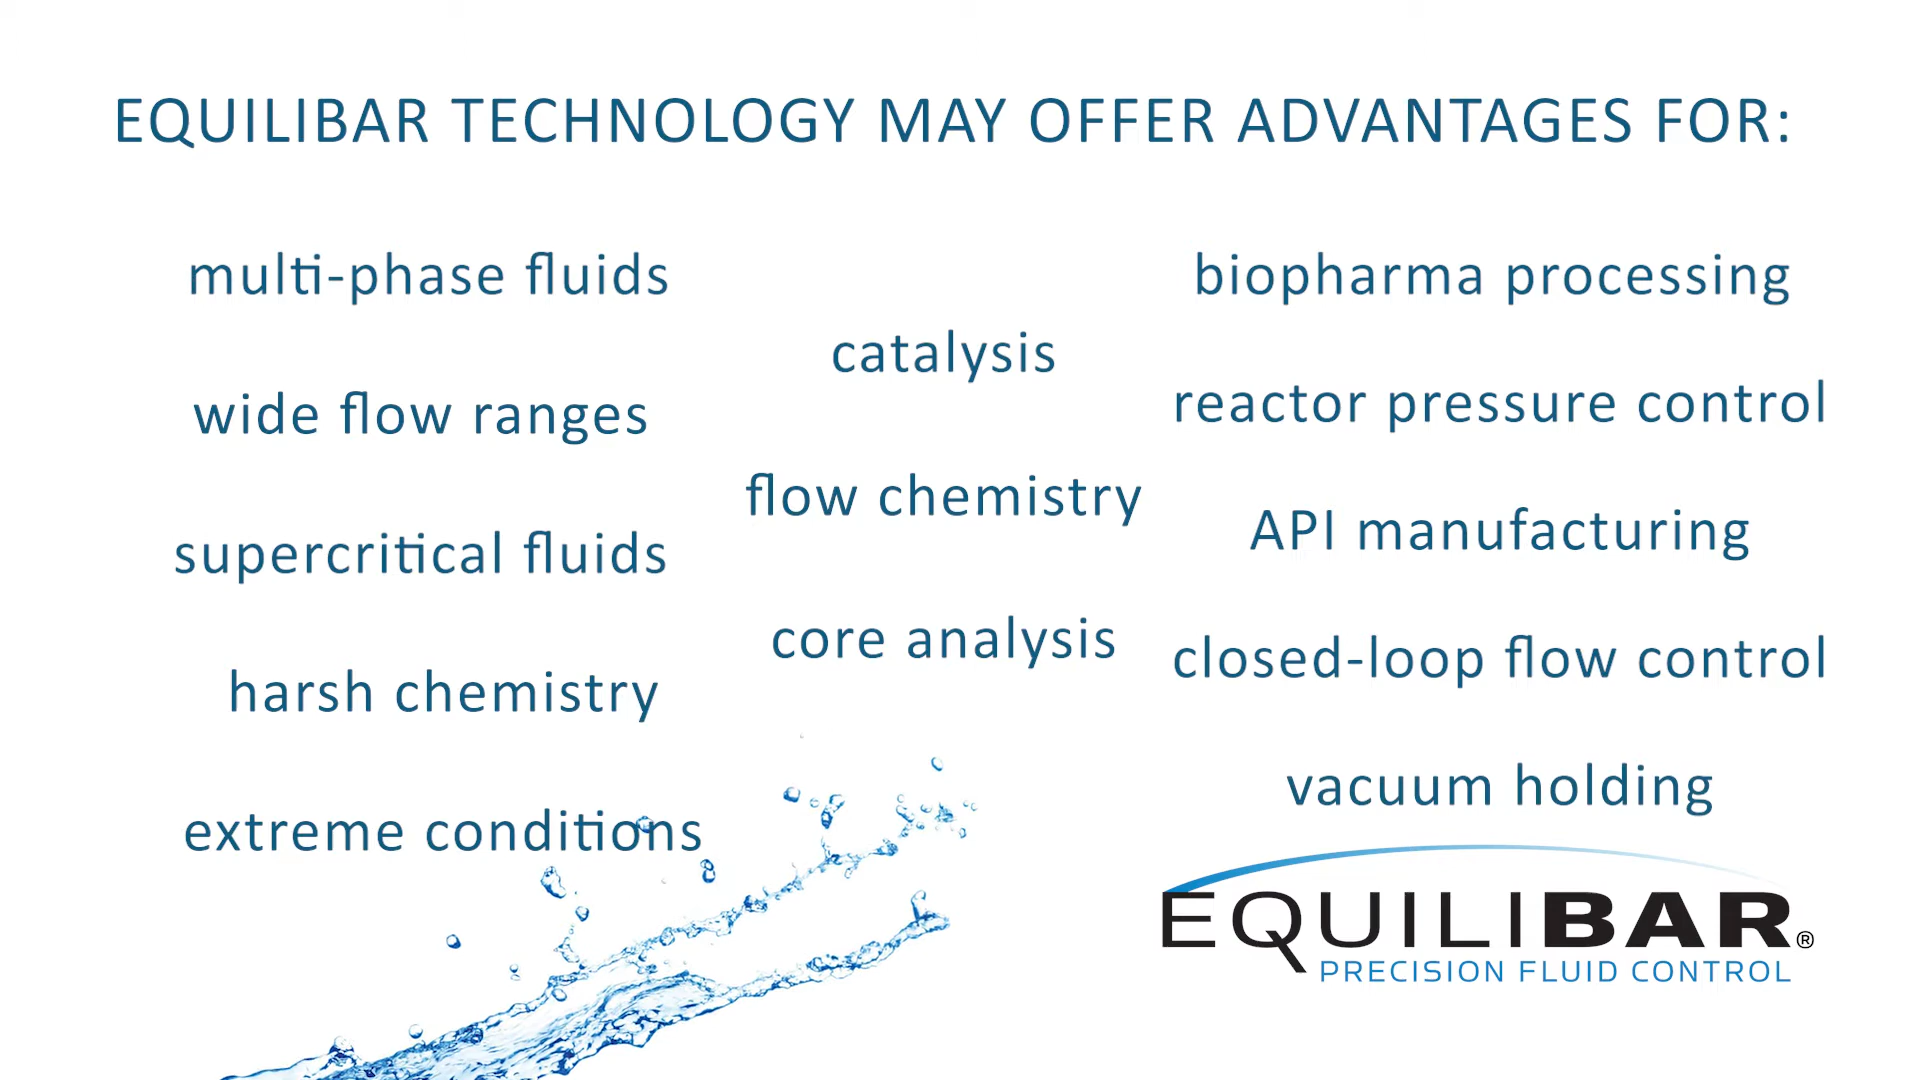 EQUILIBAR TECHNOLOGY MAY OFFER ADVANTAGES FOR:
multi-phase fluids
wide flow ranges
supercritical fluids
harsh chemistry
extreme conditions
catalysis
flow chemistry
core analysis
biopharma processing
reactor pressure control
API manufacturing
closed-loop flow control
vacuum holding
EQUILIBAR®
PRECISION FLUID CONTROL